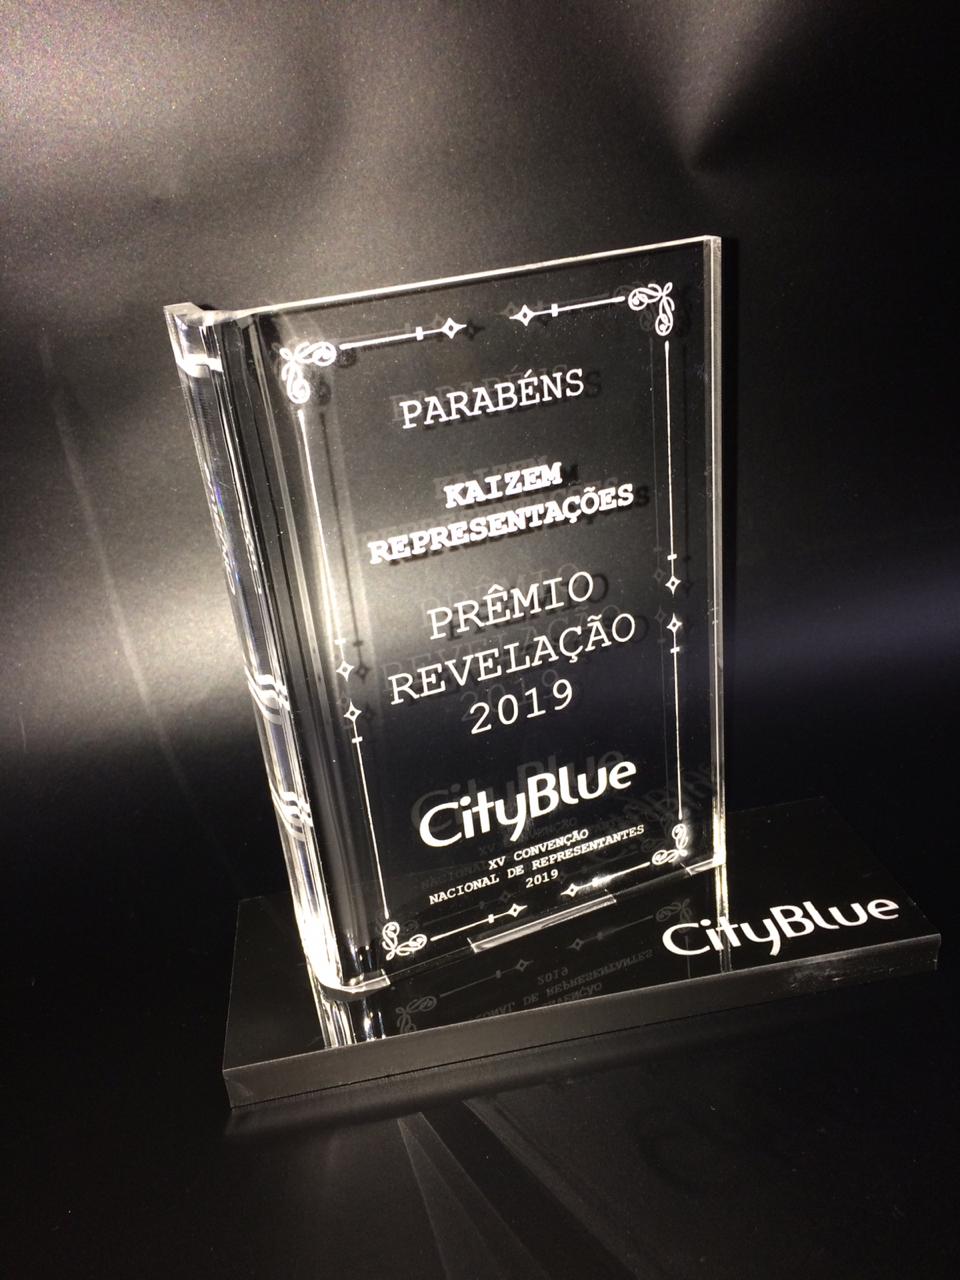 PARABÉNS
KAIZEM
REPRESENTAÇÕES
PRÊMIO
REVELAÇÃO
2019
CityBlue
XV CONVENÇÃO
NACIONAL DE REPRESENTANTES
2019
CityBlue